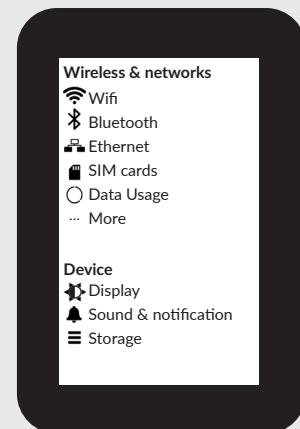 Wireless & networks
Wifi
Bluetooth
Ethernet
SIM cards
Data Usage
... More
Device
Display
Sound & notification
Storage